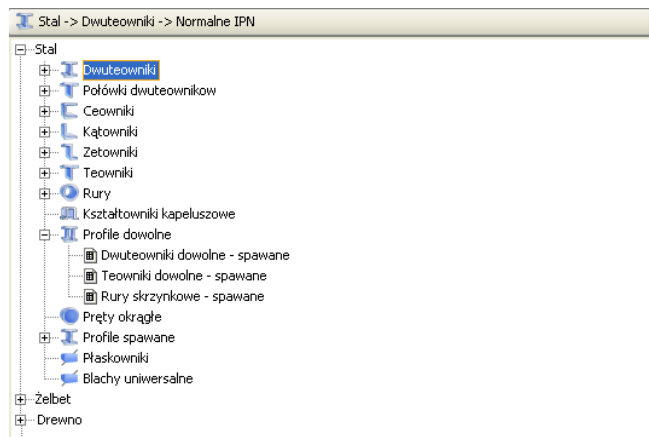 Stal -> Dwuteowniki -> Normalne IPN
Stal
Dwuteowniki
Połówki dwuteownikow
Ceowniki
Kątowniki
Zetowniki
Teowniki
Rury
Kształtowniki kapeluszowe
Profile dowolne
Dwuteowniki dowolne - spawane
Teowniki dowolne - spawane
Rury skrzynkowe - spawane
Pręty okrągłe
Profile spawane
Płaskowniki
Blachy uniwersalne
Żelbet
Drewno